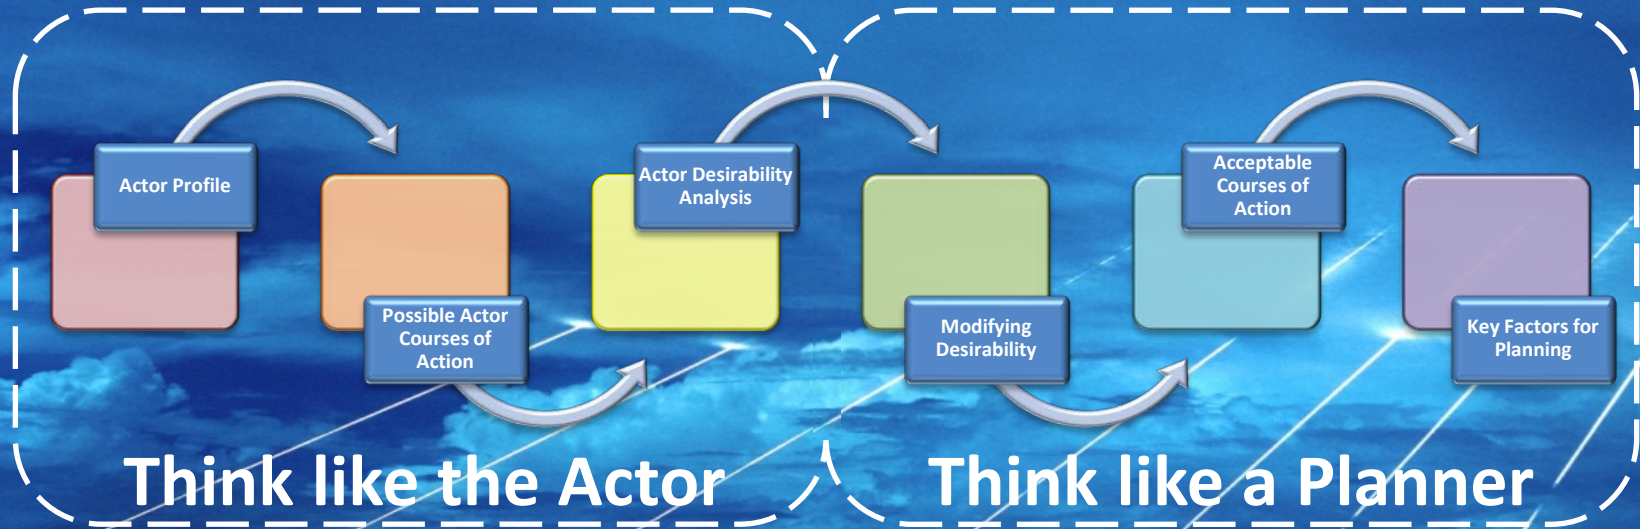 Actor Profile
Possible Actor
Courses of
Action
Actor Desirability
Analysis
Modifying
Desirability
Acceptable
Courses of
Action
Key Factors for
Planning
Think like the Actor
Think like a Planner